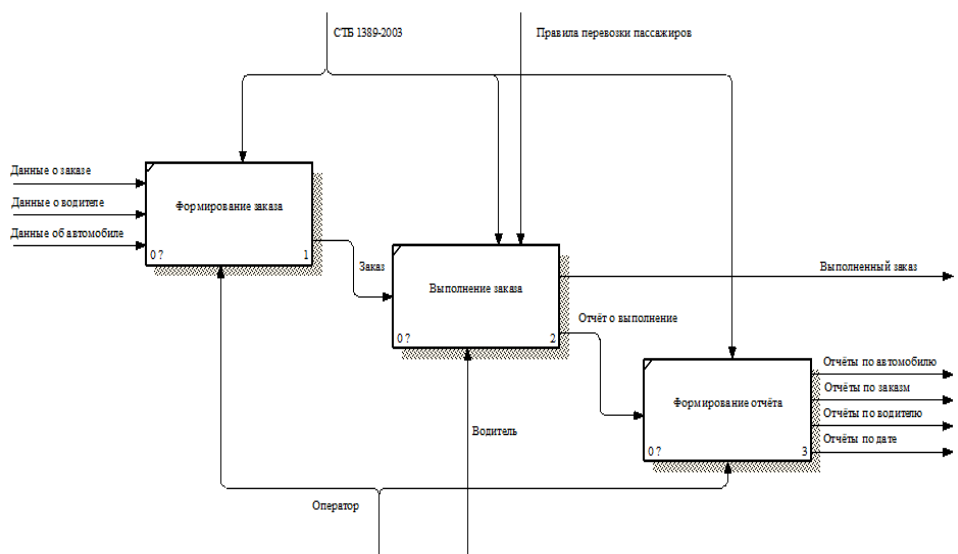 СТБ 1389-2003
Правила перевозки пассажиров
Данные о заказе
Данные о водителе
Данные об автомобиле
Формирование заказа
0 ?
1
Заказ
Выполнение заказа
0 ?
2
Выполненный заказ
Отчёт о выполнение
Формирование отчёта
0 ?
3
Отчёты по автомобилю
Отчёты по заказм
Отчёты по водителю
Отчёты по дате
Водитель
Оператор